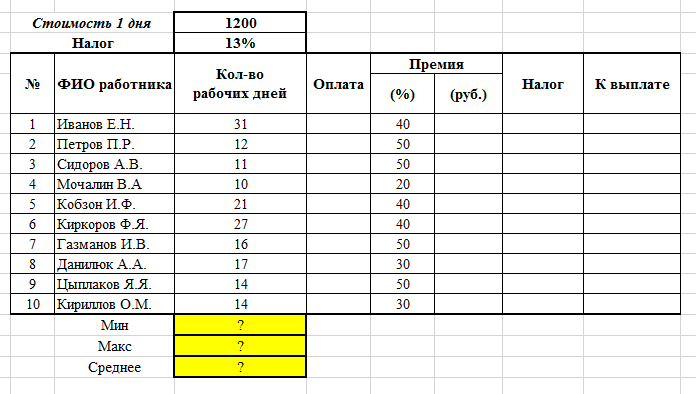 Стоимость 1 дня 1200
Налог 13%
№ ФИО работника Кол-во рабочих дней Оплата Премия (%) (руб.) Налог К выплате
1 Иванов Е.Н. 31 40
2 Петров П.Р. 12 50
3 Сидоров А.В. 11 50
4 Мочалин В.А 10 20
5 Кобзон И.Ф. 21 40
6 Киркоров Ф.Я. 27 40
7 Газманов И.В. 16 50
8 Данилюк А.А. 17 30
9 Цыплаков Я.Я. 14 50
10 Кириллов О.М. 14 30
Мин ?
Макс ?
Среднее ?